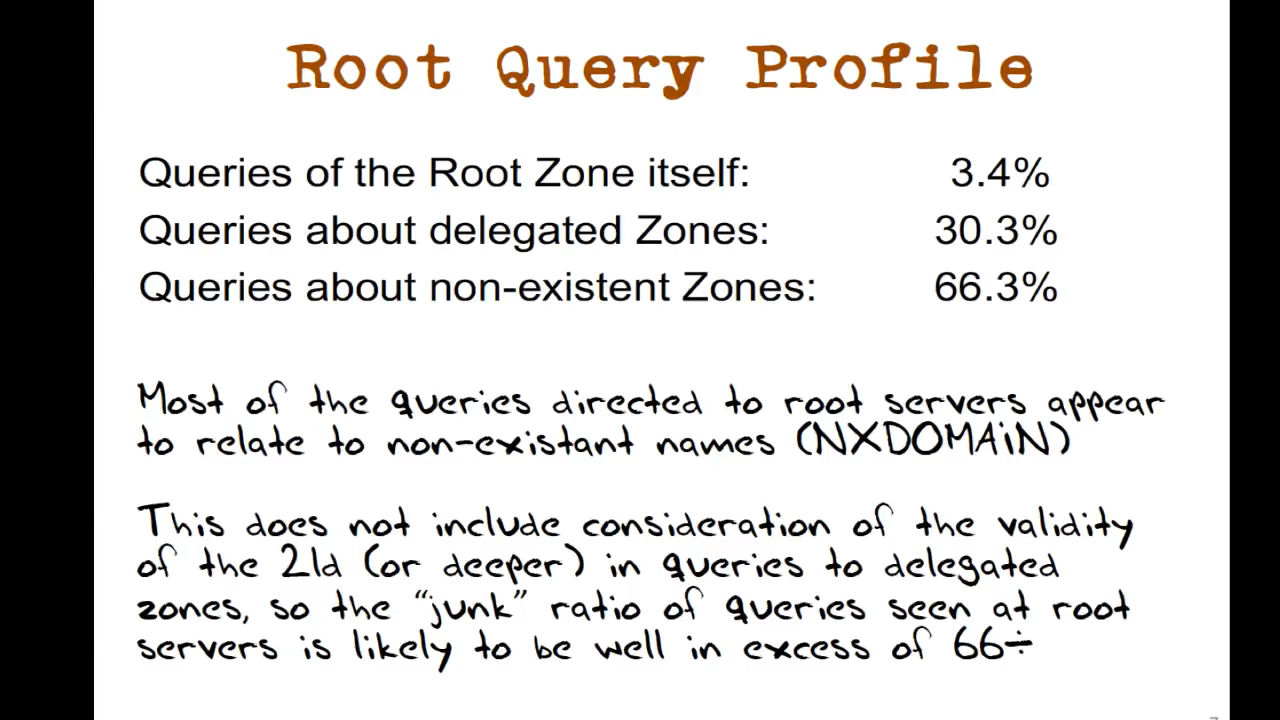 Root Query Profile
Queries of the Root Zone itself: 3.4%
Queries about delegated Zones: 30.3%
Queries about non-existent Zones: 66.3%
Most of the queries directed to root servers appear
to relate to non-existant names (NXDOMAiN)
This does not include consideration of the validity
of the 2ld (or deeper) in queries to delegated
zones, so the “junk” ratio of queries seen at root
servers is likely to be well in excess of 66÷